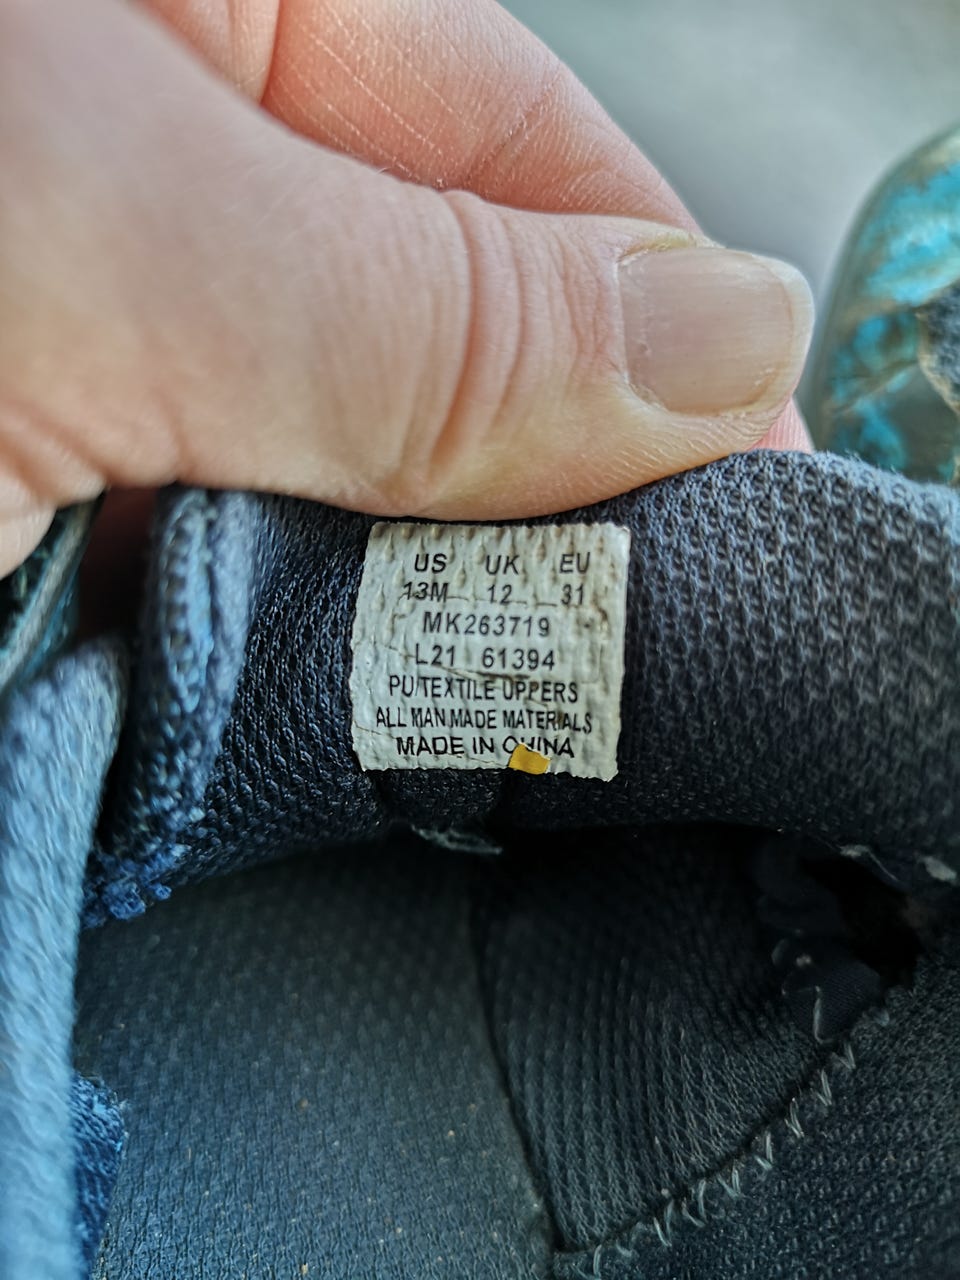 US UK EU
13M 12 31
MK263719
L21 61394
PU/TEXTILE UPPERS
ALL MAN MADE MATERIALS
MADE IN CHINA